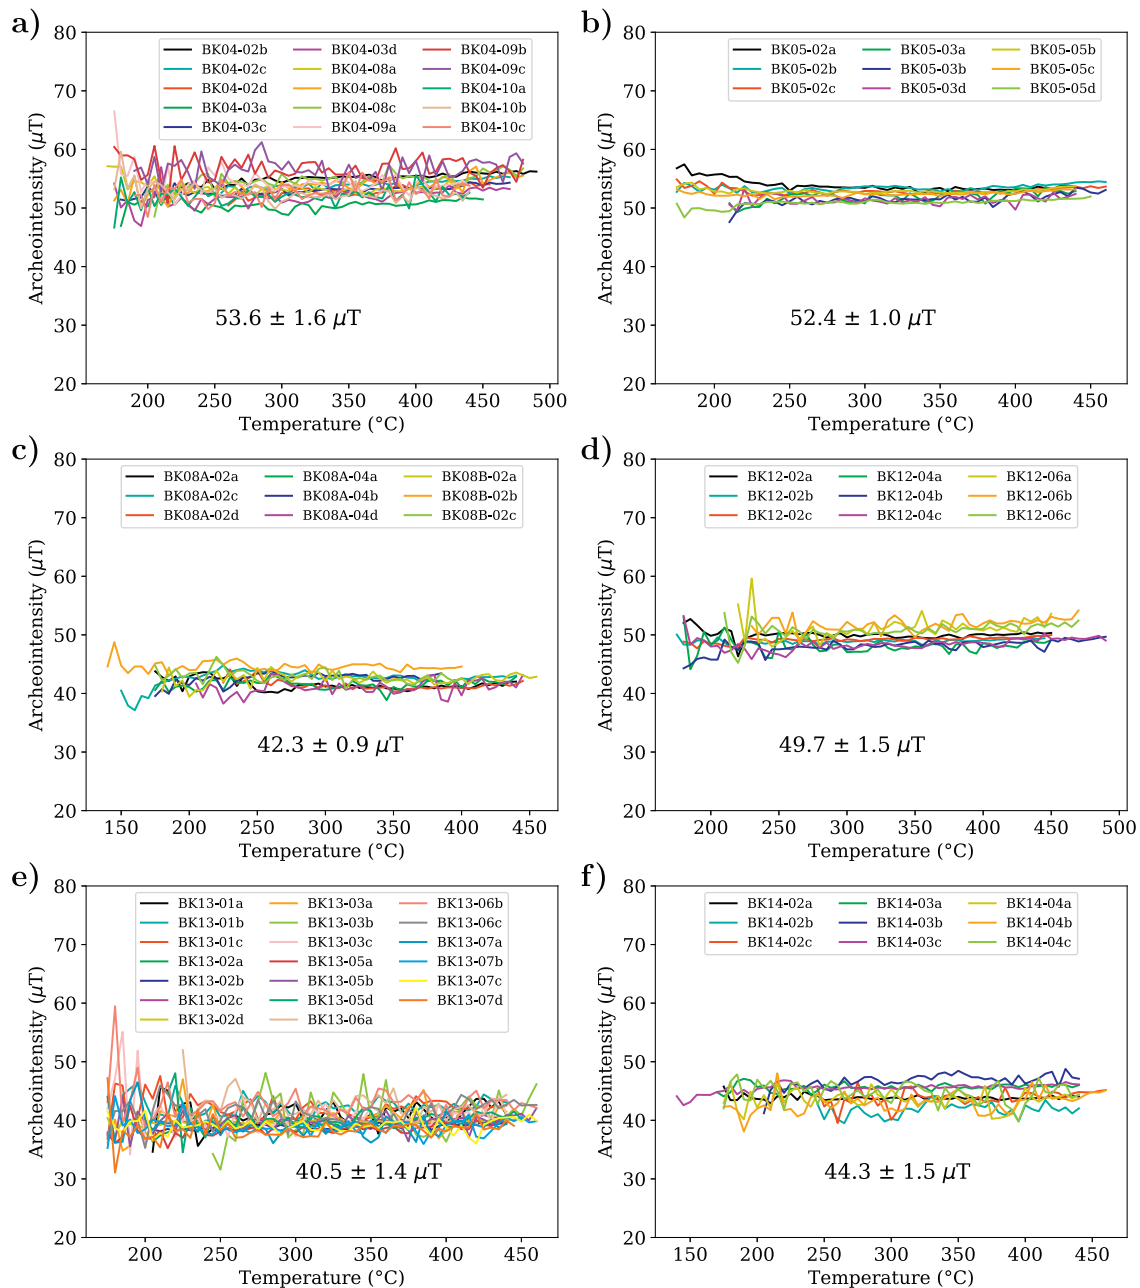 a)
80
70
60
50
40
30
20
Archeointensity (μT)
BK04-02b BK04-03d BK04-09b
BK04-02c BK04-08a BK04-09c
BK04-02d BK04-08b BK04-10a
BK04-03a BK04-08c BK04-10b
BK04-03c BK04-09a BK04-10c
53.6 ± 1.6 μT
200 250 300 350 400 450 500
Temperature (°C)
b)
80
70
60
50
40
30
20
Archeointensity (μT)
BK05-02a BK05-03a BK05-05b
BK05-02b BK05-03b BK05-05c
BK05-02c BK05-03d BK05-05d
52.4 ± 1.0 μT
200 250 300 350 400 450
Temperature (°C)
c)
80
70
60
50
40
30
20
Archeointensity (μT)
BK08A-02a BK08A-04a BK08B-02a
BK08A-02c BK08A-04b BK08B-02b
BK08A-02d BK08A-04d BK08B-02c
42.3 ± 0.9 μT
150 200 250 300 350 400 450
Temperature (°C)
d)
80
70
60
50
40
30
20
Archeointensity (μT)
BK12-02a BK12-04a BK12-06a
BK12-02b BK12-04b BK12-06b
BK12-02c BK12-04c BK12-06c
49.7 ± 1.5 μT
200 250 300 350 400 450 500
Temperature (°C)
e)
80
70
60
50
40
30
20
Archeointensity (μT)
BK13-01a BK13-03a BK13-06b
BK13-01b BK13-03b BK13-06c
BK13-01c BK13-03c BK13-07a
BK13-02a BK13-05a BK13-07b
BK13-02b BK13-05b BK13-07c
BK13-02c BK13-05d BK13-07d
BK13-02d BK13-06a
40.5 ± 1.4 μT
200 250 300 350 400 450
Temperature (°C)
f)
80
70
60
50
40
30
20
Archeointensity (μT)
BK14-02a BK14-03a BK14-04a
BK14-02b BK14-03b BK14-04b
BK14-02c BK14-03c BK14-04c
44.3 ± 1.5 μT
150 200 250 300 350 400 450
Temperature (°C)